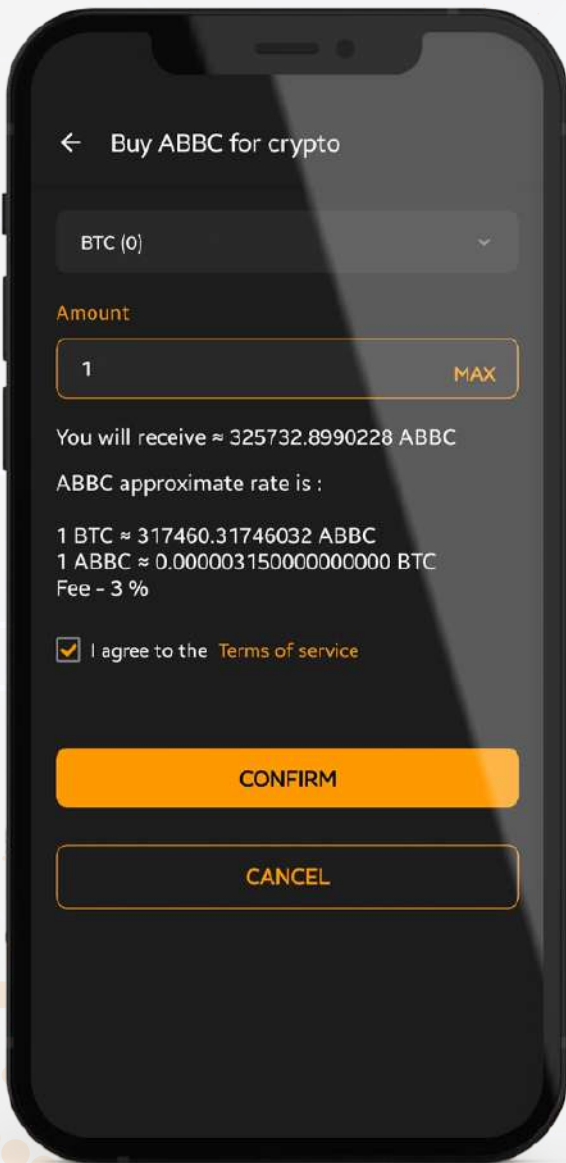 Buy ABBC for crypto
BTC (0)
Amount
1
MAX
You will receive ≈ 325732.8990228 ABBC
ABBC approximate rate is :
1 BTC ≈ 317460.31746032 ABBC
1 ABBC ≈ 0.000003150000000000 BTC
Fee - 3 %
I agree to the Terms of service
CONFIRM
CANCEL